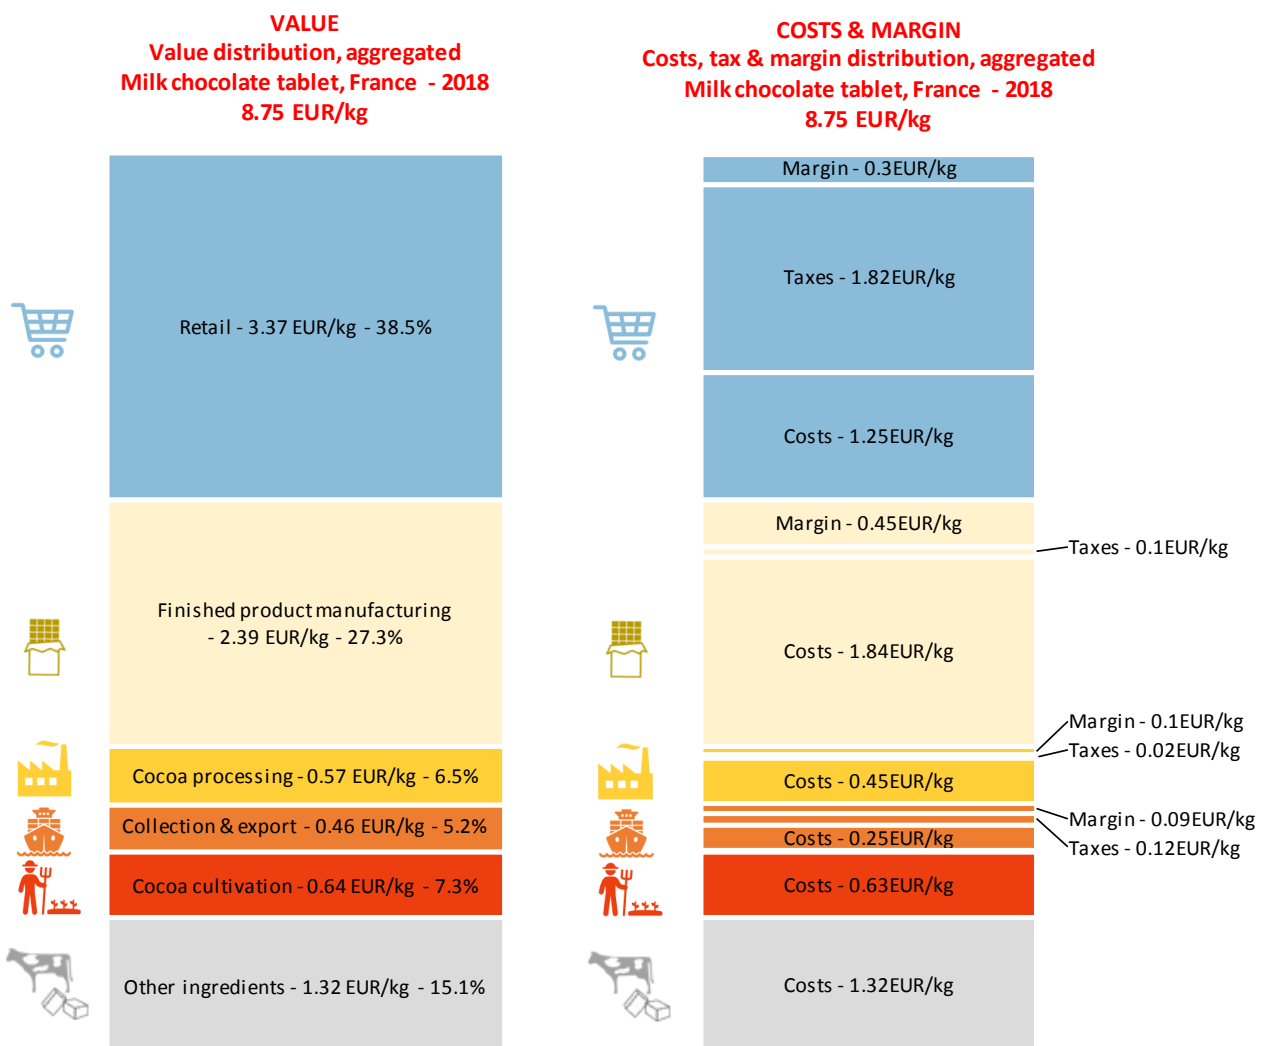 VALUE
Value distribution, aggregated
Milk chocolate tablet, France - 2018
8.75 EUR/kg
Retail - 3.37 EUR/kg - 38.5%
Finished product manufacturing
- 2.39 EUR/kg - 27.3%
Cocoa processing - 0.57 EUR/kg - 6.5%
Collection & export - 0.46 EUR/kg - 5.2%
Cocoa cultivation - 0.64 EUR/kg - 7.3%
Other ingredients - 1.32 EUR/kg - 15.1%
COSTS & MARGIN
Costs, tax & margin distribution, aggregated
Milk chocolate tablet, France - 2018
8.75 EUR/kg
Margin - 0.3EUR/kg
Taxes - 1.82EUR/kg
Costs - 1.25EUR/kg
Margin - 0.45EUR/kg
Taxes - 0.1EUR/kg
Costs - 1.84EUR/kg
Margin - 0.1EUR/kg
Taxes - 0.02EUR/kg
Costs - 0.45EUR/kg
Margin - 0.09EUR/kg
Taxes - 0.12EUR/kg
Costs - 0.25EUR/kg
Costs - 0.63EUR/kg
Costs - 1.32EUR/kg